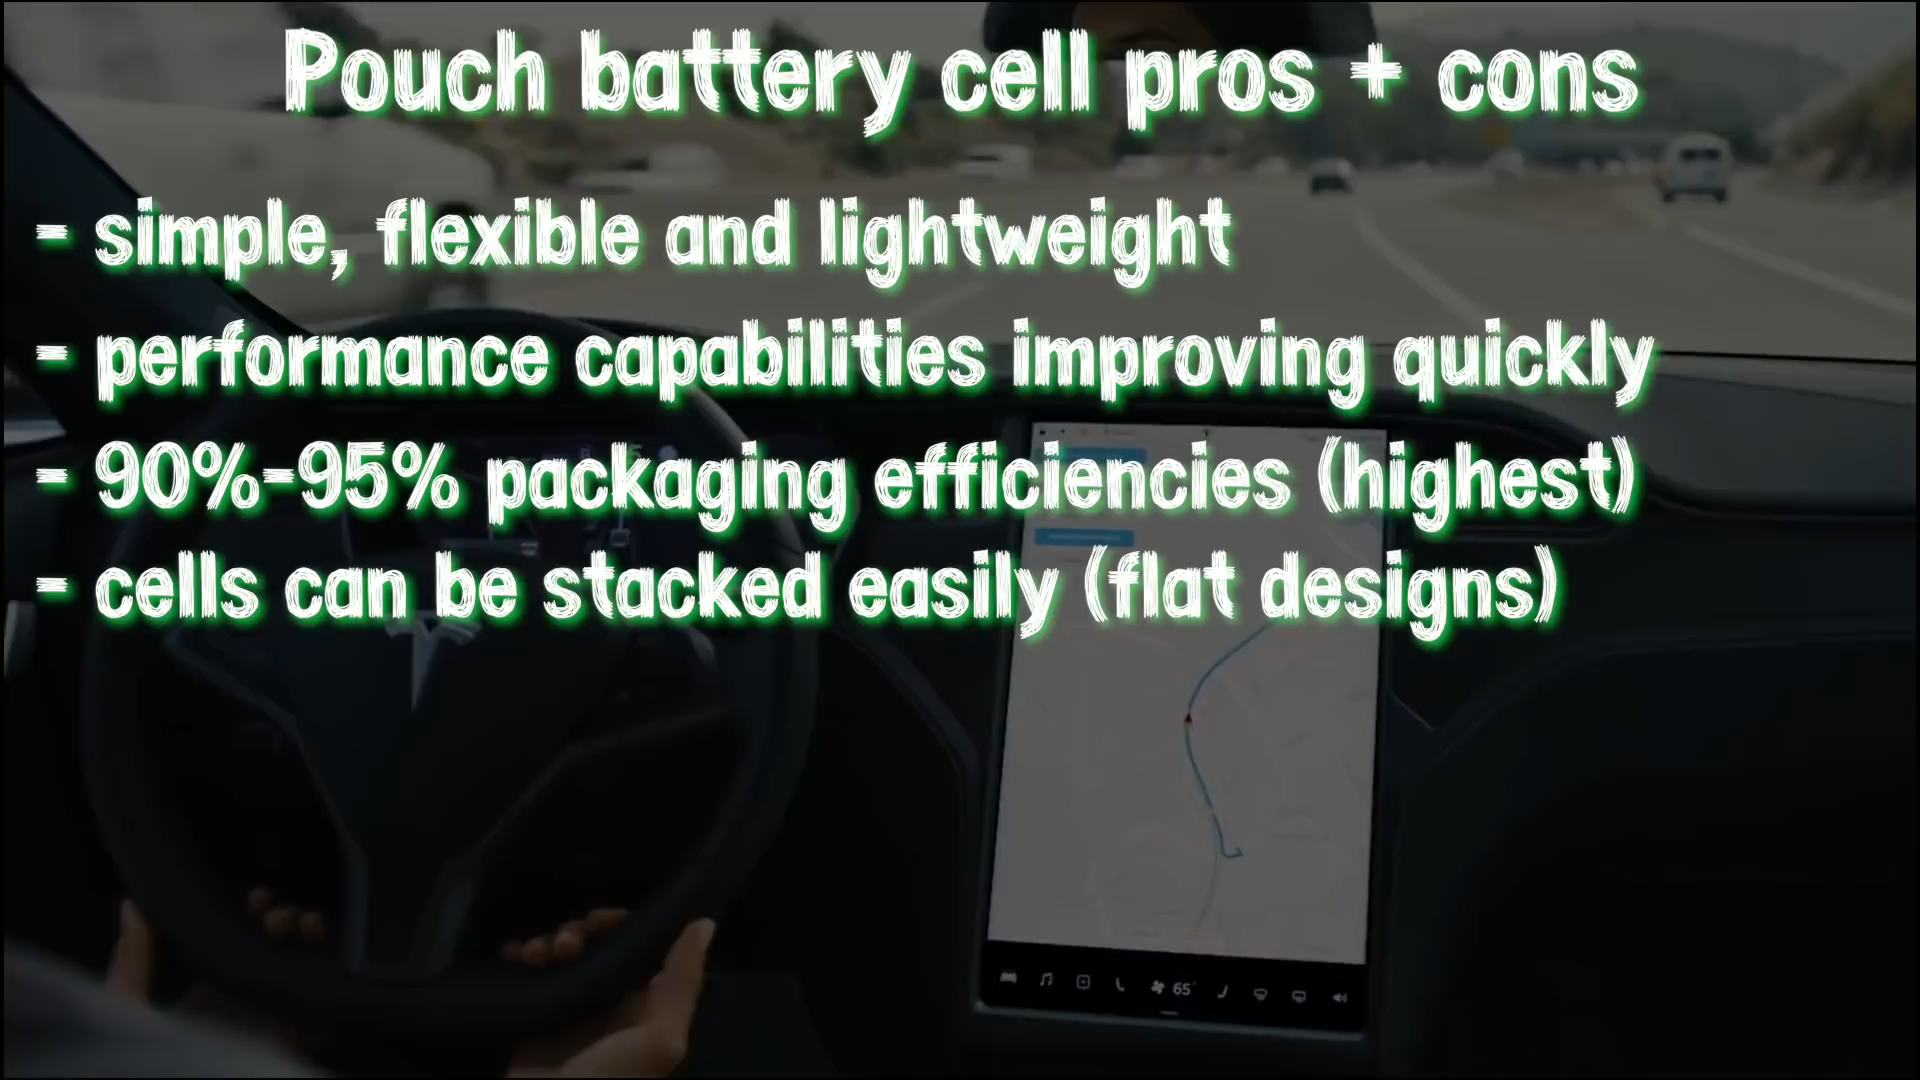 Pouch battery cell pros + cons
- simple, flexible and lightweight
- performance capabilities improving quickly
- 90%-95% packaging efficiencies (highest)
- cells can be stacked easily (flat designs)
65°